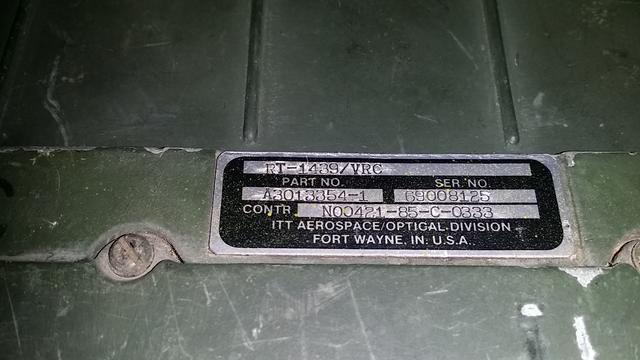 RT-1439/VRC
PART NO. SER. NO.
A3013354-1 69008125
CONTR. N00421-85-C-0333
ITT AEROSPACE/OPTICAL DIVISION
FORT WAYNE, IN. U.S.A.